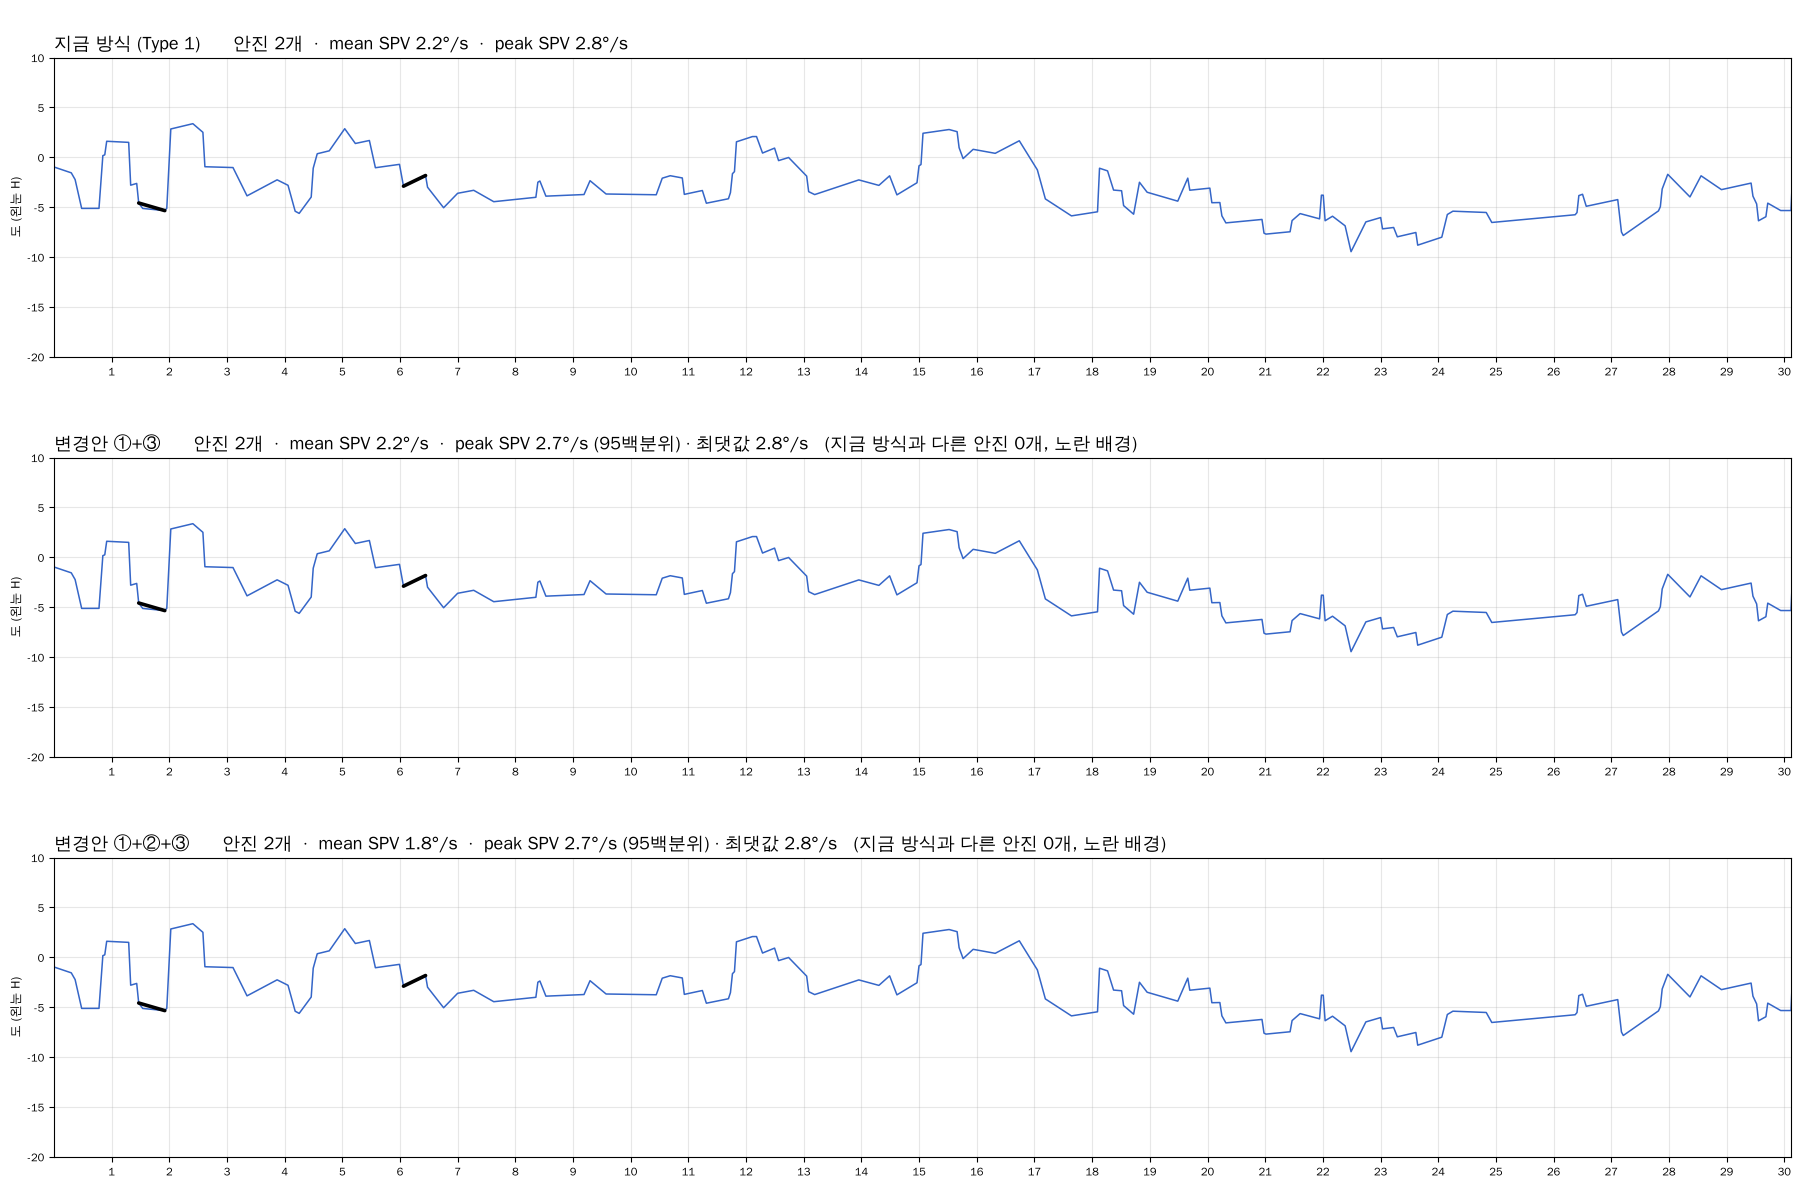 지금 방식 (Type 1) 안진 2개 · mean SPV 2.2°/s · peak SPV 2.8°/s
10
5
0
-5
-10
-15
-20
도 (왼눈 H)
1 2 3 4 5 6 7 8 9 10 11 12 13 14 15 16 17 18 19 20 21 22 23 24 25 26 27 28 29 30
변경안 ①+③ 안진 2개 · mean SPV 2.2°/s · peak SPV 2.7°/s (95백분위) · 최댓값 2.8°/s (지금 방식과 다른 안진 0개, 노란 배경)
10
5
0
-5
-10
-15
-20
도 (왼눈 H)
1 2 3 4 5 6 7 8 9 10 11 12 13 14 15 16 17 18 19 20 21 22 23 24 25 26 27 28 29 30
변경안 ①+②+③ 안진 2개 · mean SPV 1.8°/s · peak SPV 2.7°/s (95백분위) · 최댓값 2.8°/s (지금 방식과 다른 안진 0개, 노란 배경)
10
5
0
-5
-10
-15
-20
도 (왼눈 H)
1 2 3 4 5 6 7 8 9 10 11 12 13 14 15 16 17 18 19 20 21 22 23 24 25 26 27 28 29 30